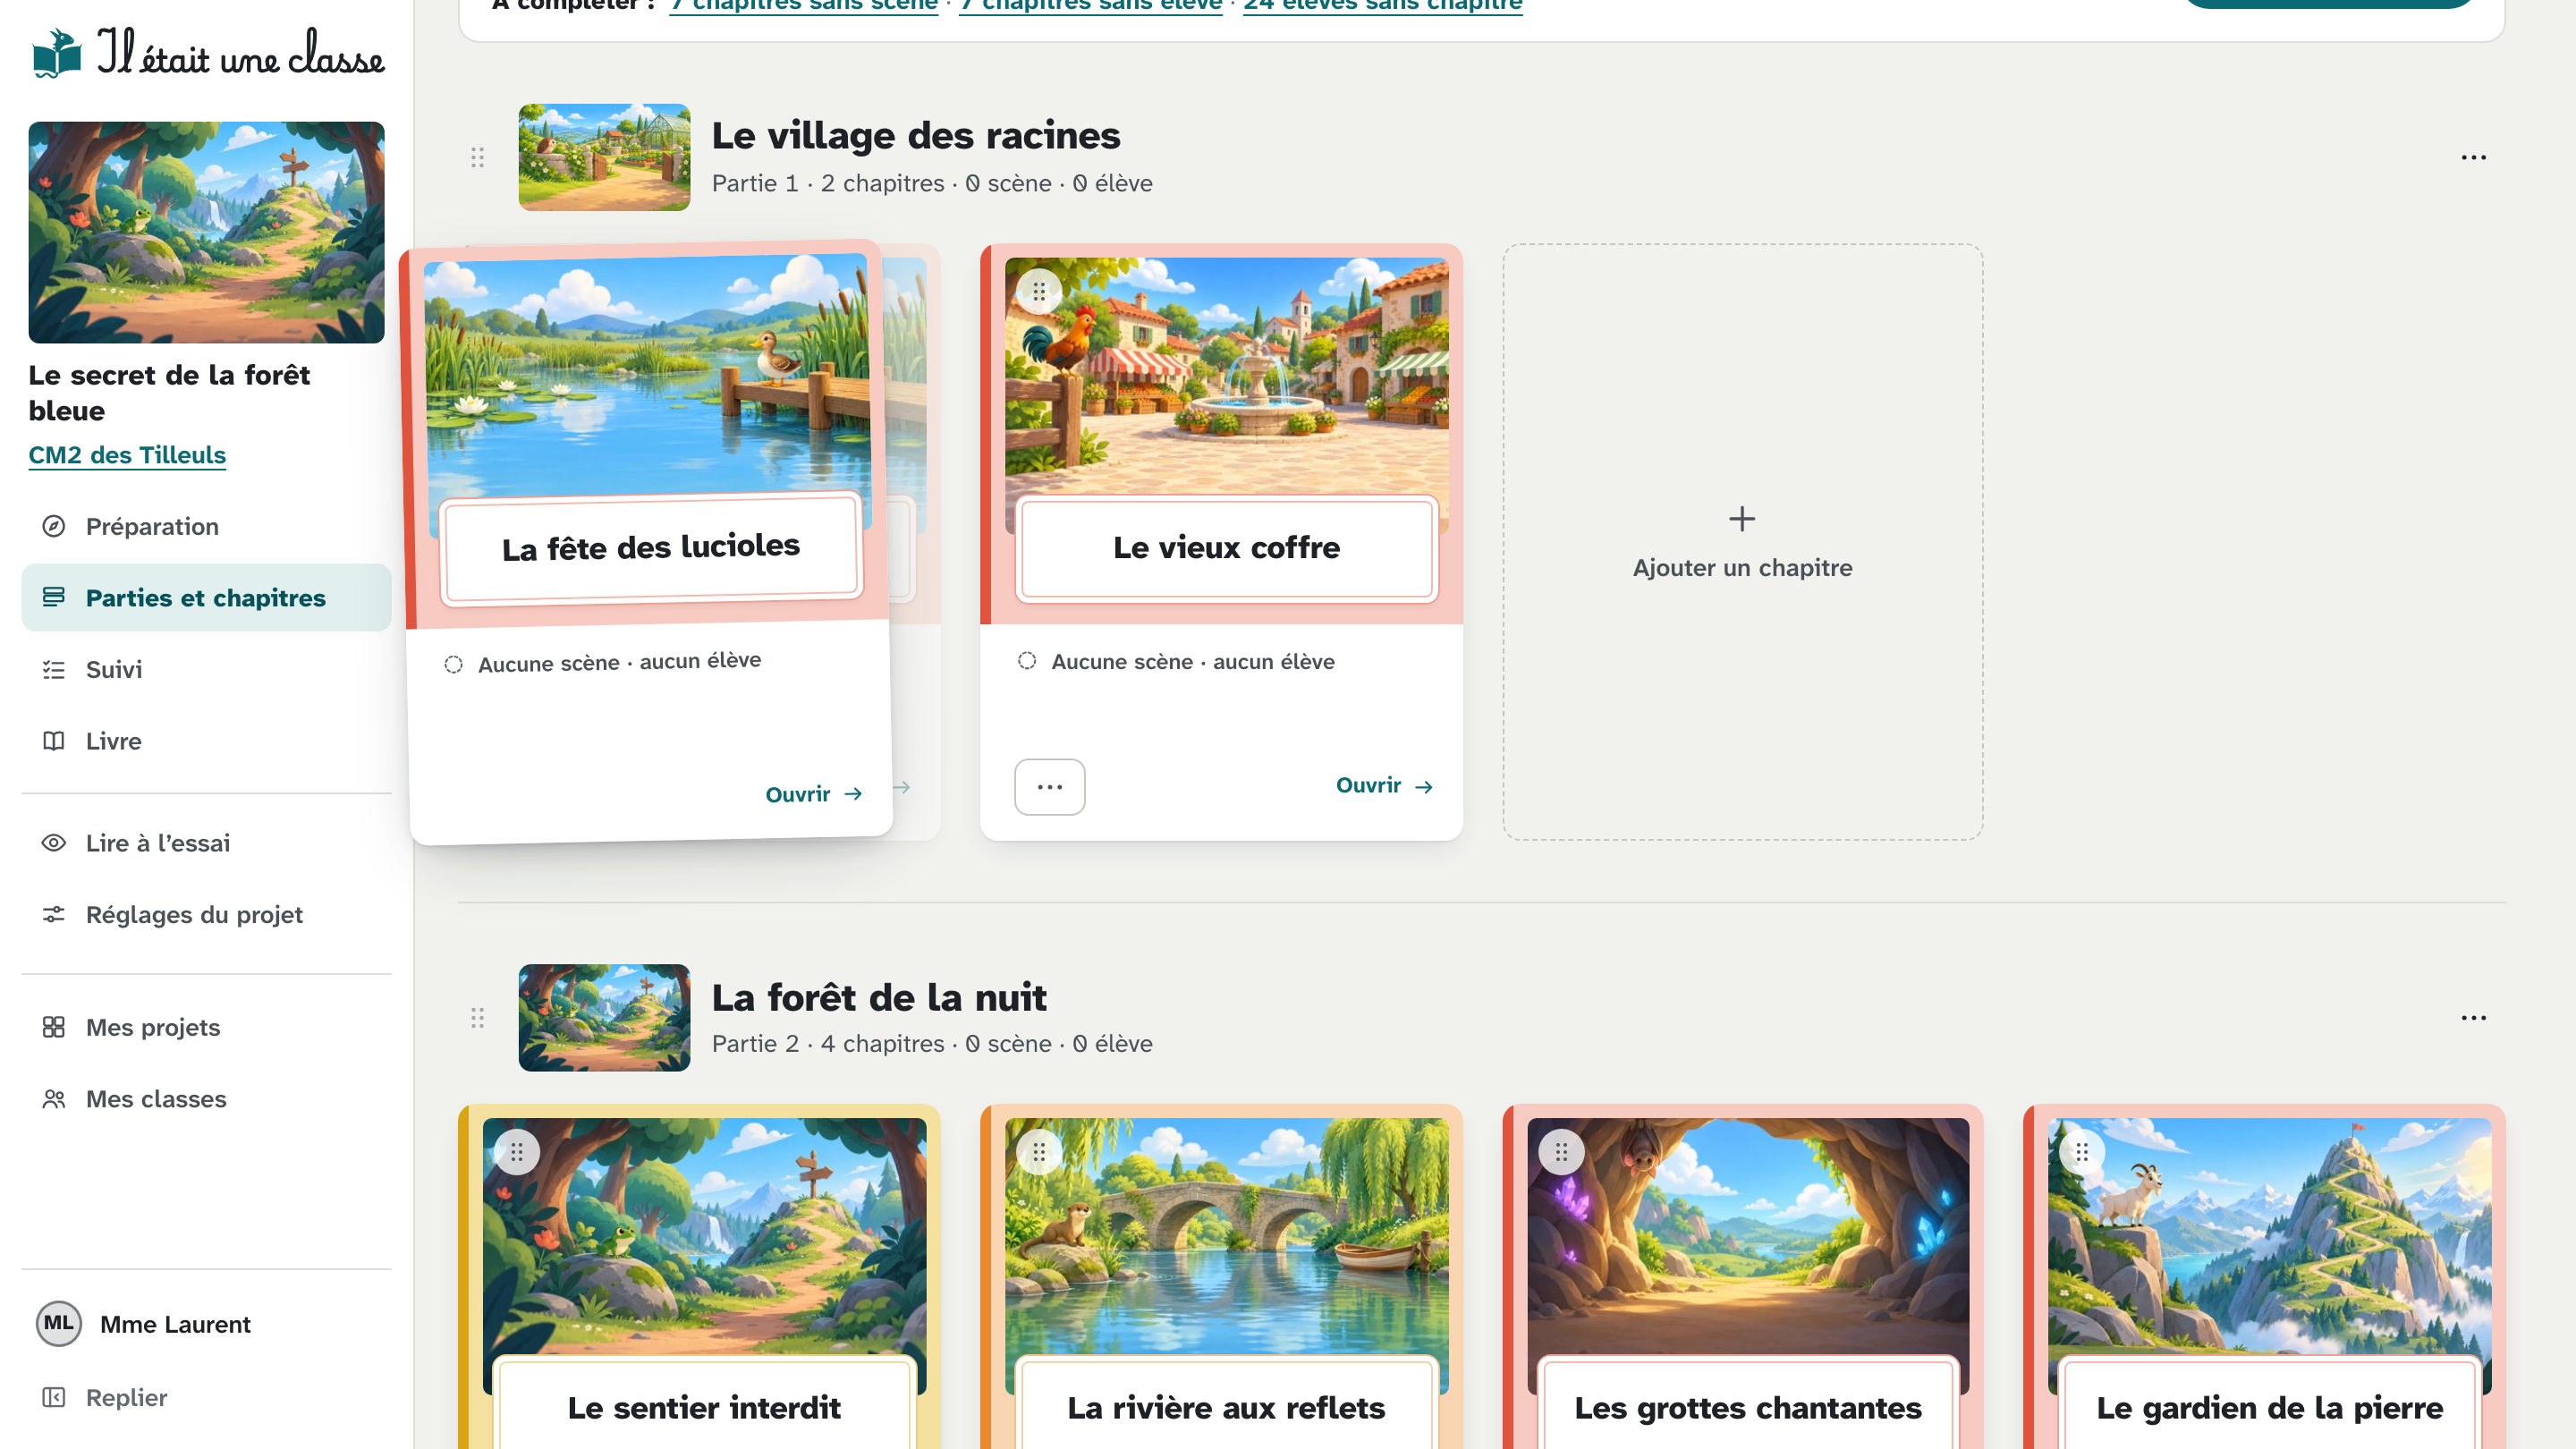 Il était une classe
Le secret de la forêt
bleue
CM2 des Tilleuls
Préparation
Parties et chapitres
Suivi
Livre
Lire à l’essai
Réglages du projet
Mes projets
Mes classes
ML
Mme Laurent
Replier
À compléter : 7 chapitres sans scène · 7 chapitres sans élève · 24 élèves sans chapitre
Le village des racines
Partie 1 · 2 chapitres · 0 scène · 0 élève
La fête des lucioles
Aucune scène · aucun élève
Ouvrir →
Le vieux coffre
Aucune scène · aucun élève
Ouvrir →
Ajouter un chapitre
La forêt de la nuit
Partie 2 · 4 chapitres · 0 scène · 0 élève
Le sentier interdit
La rivière aux reflets
Les grottes chantantes
Le gardien de la pierre